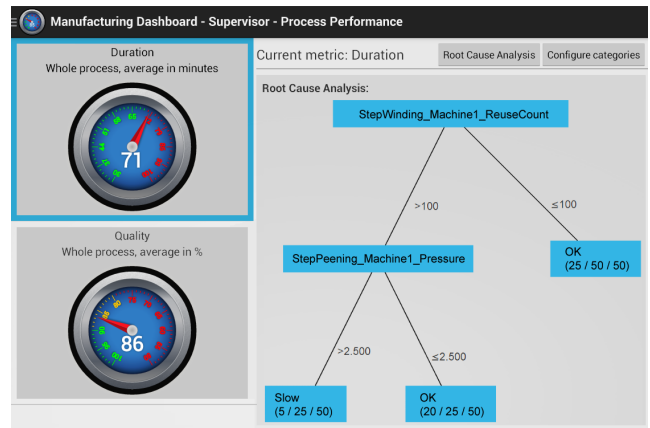 Manufacturing Dashboard - Supervisor - Process Performance
Duration
Whole process, average in minutes
71
Quality
Whole process, average in %
86
Current metric: Duration
Root Cause Analysis
Configure categories
Root Cause Analysis:
StepWinding_Machine1_ReuseCount
>100
≤100
StepPeening_Machine1_Pressure
OK
(25 / 50 / 50)
>2.500
≤2.500
Slow
(5 / 25 / 50)
OK
(20 / 25 / 50)